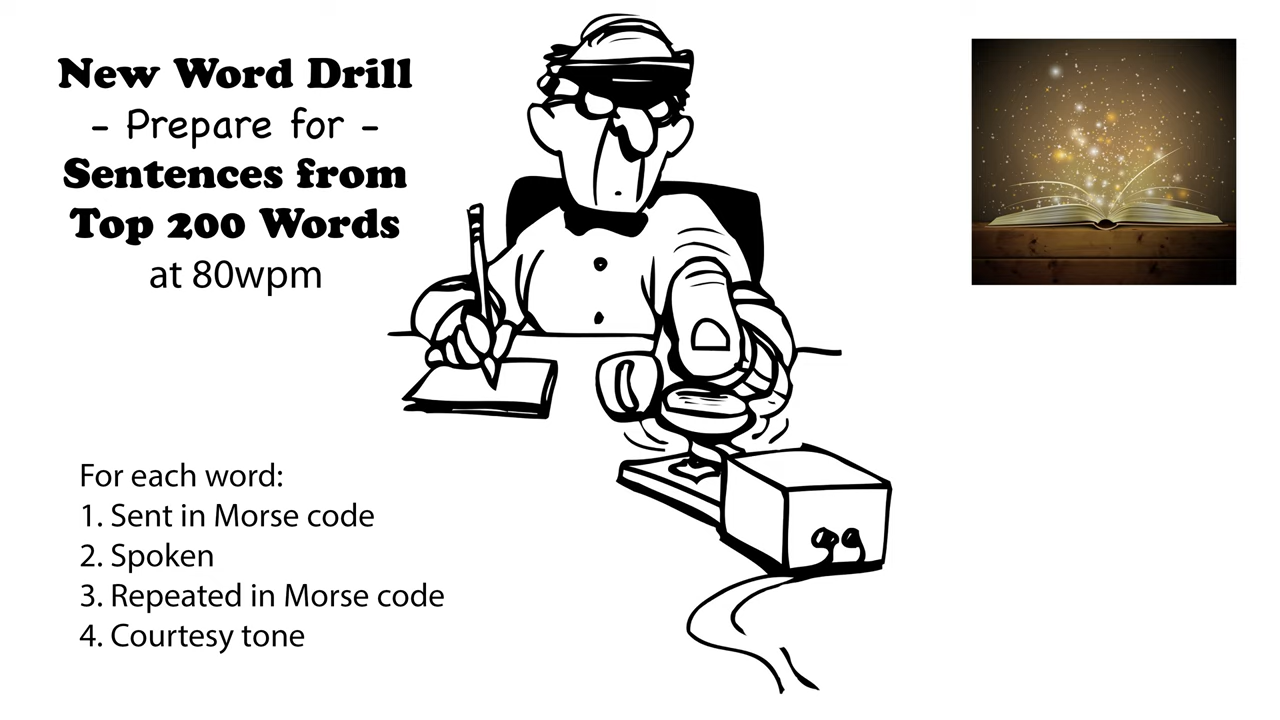 New Word Drill
- Prepare for -
Sentences from
Top 200 Words
at 80wpm
For each word:
1. Sent in Morse code
2. Spoken
3. Repeated in Morse code
4. Courtesy tone